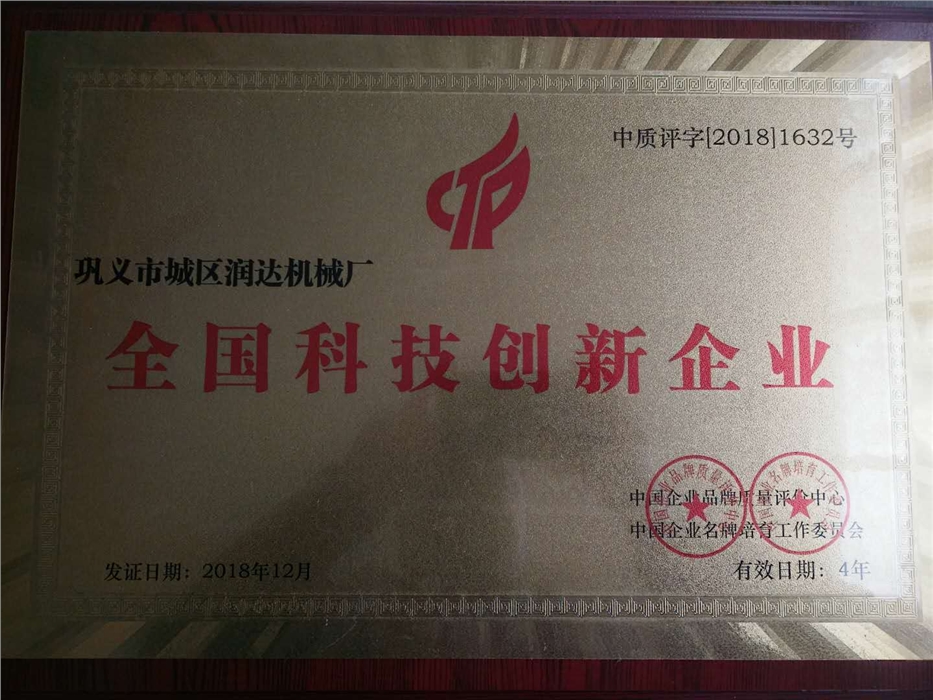 中质评字[2018]1632号
CTP
巩义市城区润达机械厂
全国科技创新企业
中国企业品牌质量评价中心
中国企业名牌培育工作委员会
发证日期：2018年12月
有效日期：4年